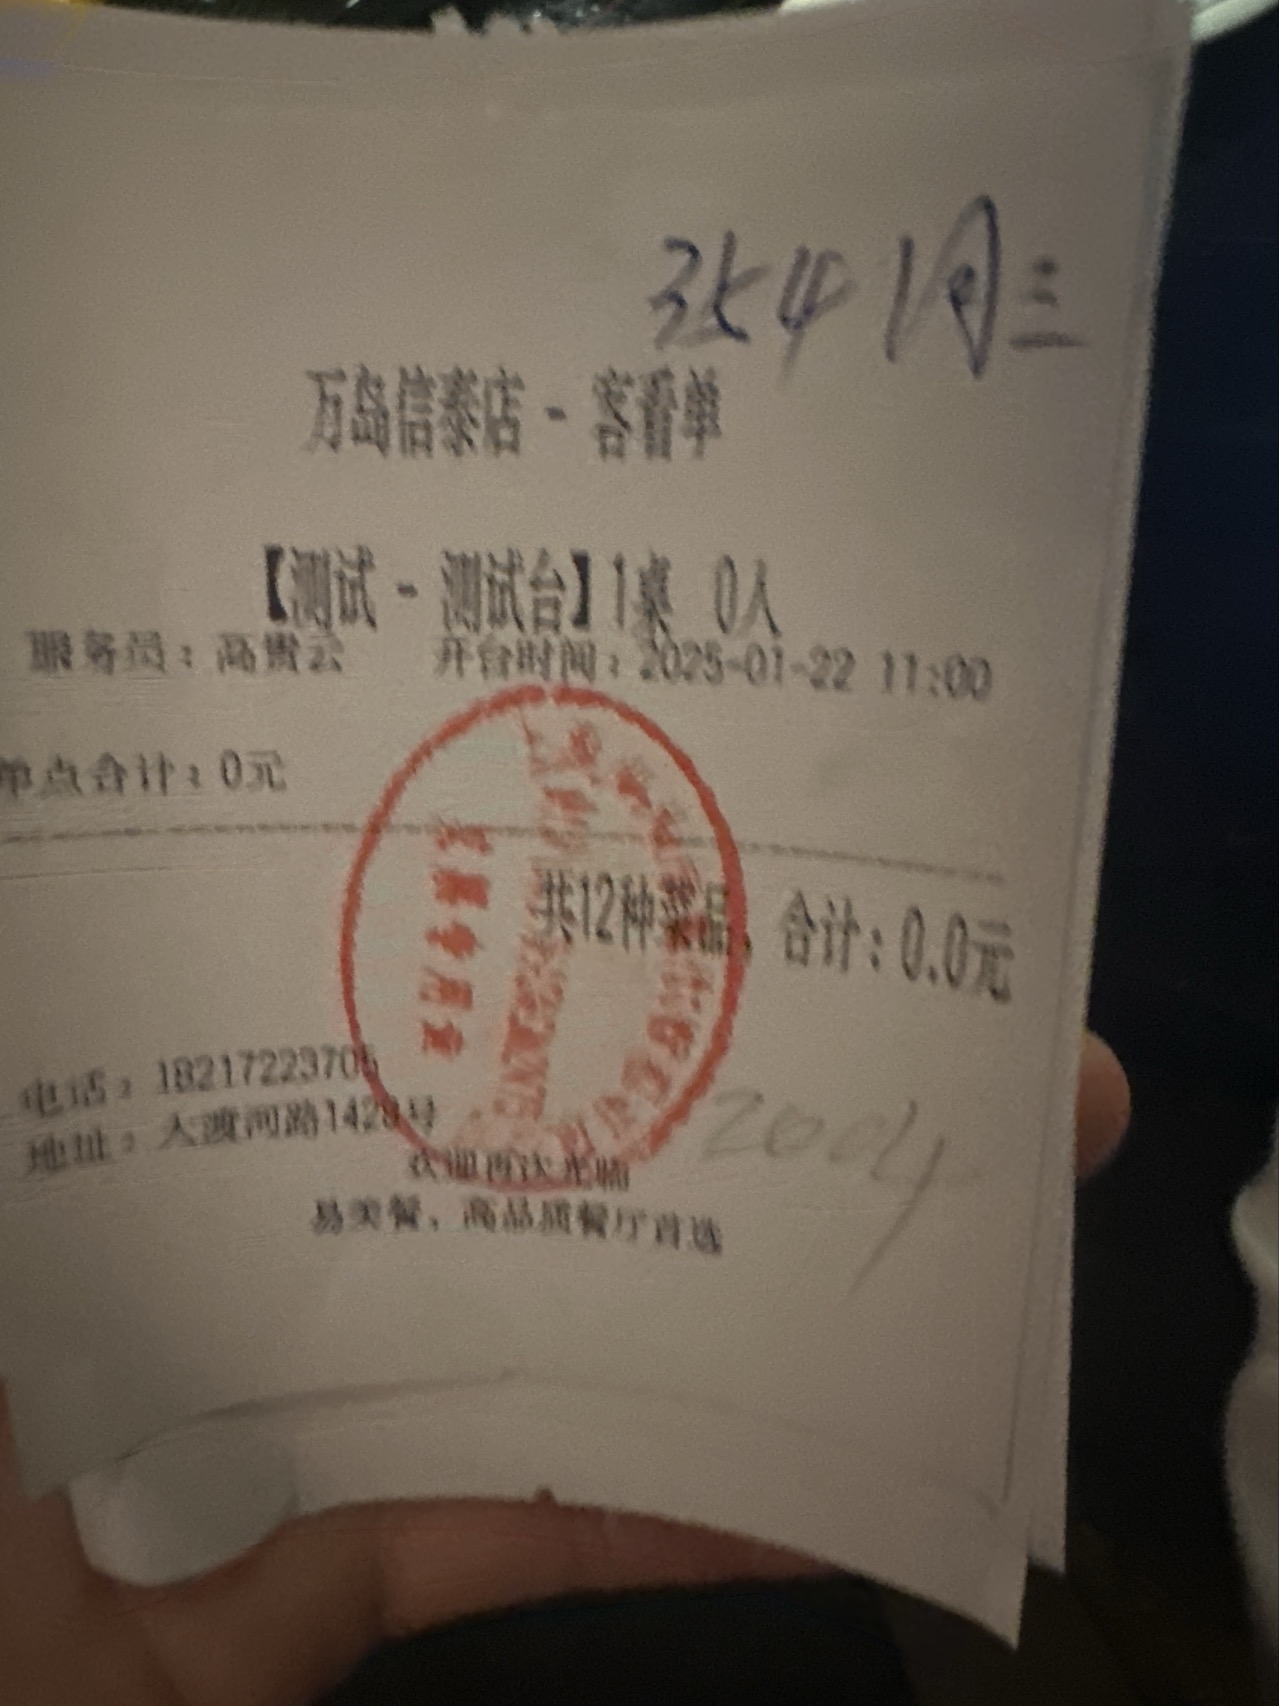 354 周三
万岛信泰店 - 客看单
【测试 - 测试台】1桌 0人
服务员：高贵云 开台时间：2025-01-22 11:00
单点合计：0元
共12种菜品，合计：0.0元
电话：18217223706
地址：大渡河路1428号
欢迎再次光临
易美餐，高品质餐厅首选